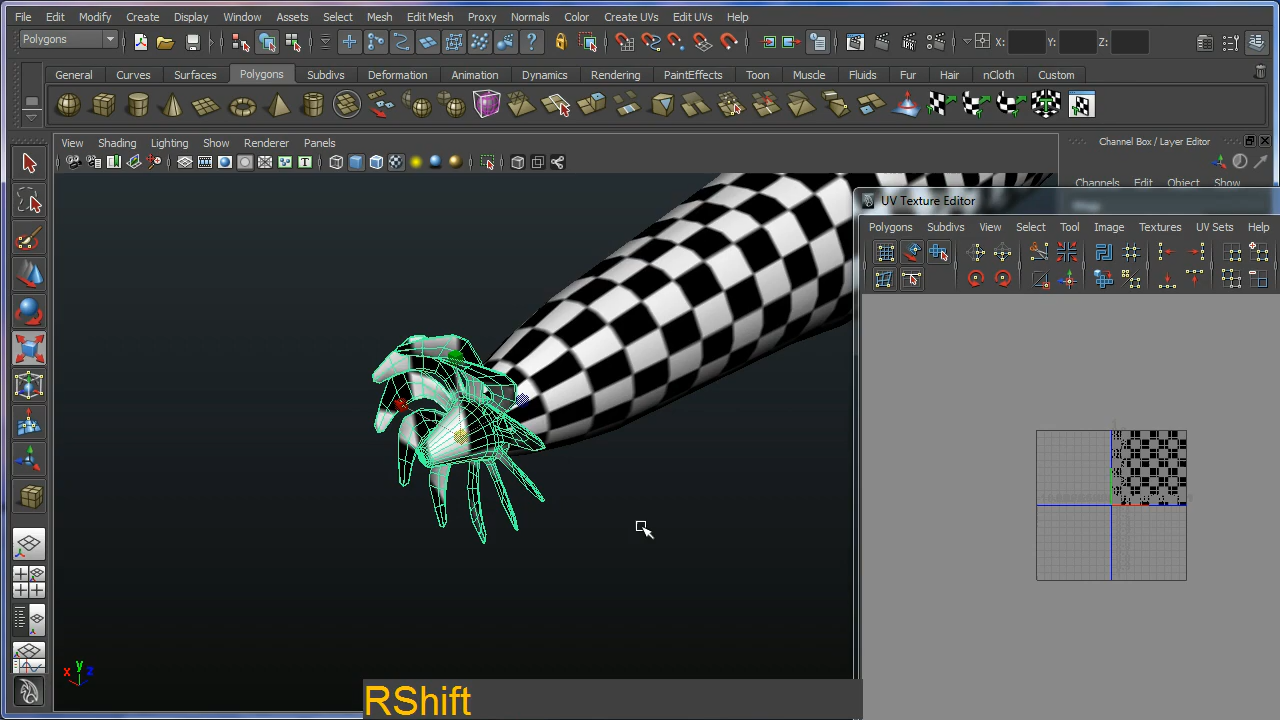 File Edit Modify Create Display Window Assets Select Mesh Edit Mesh Proxy Normals Color Create UVs Edit UVs Help
Polygons X: Y: Z:
General Curves Surfaces Polygons Subdivs Deformation Animation Dynamics Rendering PaintEffects Toon Muscle Fluids Fur Hair nCloth Custom
View Shading Lighting Show Renderer Panels
Channel Box / Layer Editor
Channels Edit Object Show
UV Texture Editor
Polygons Subdivs View Select Tool Image Textures UV Sets Help
y
x z
RShift